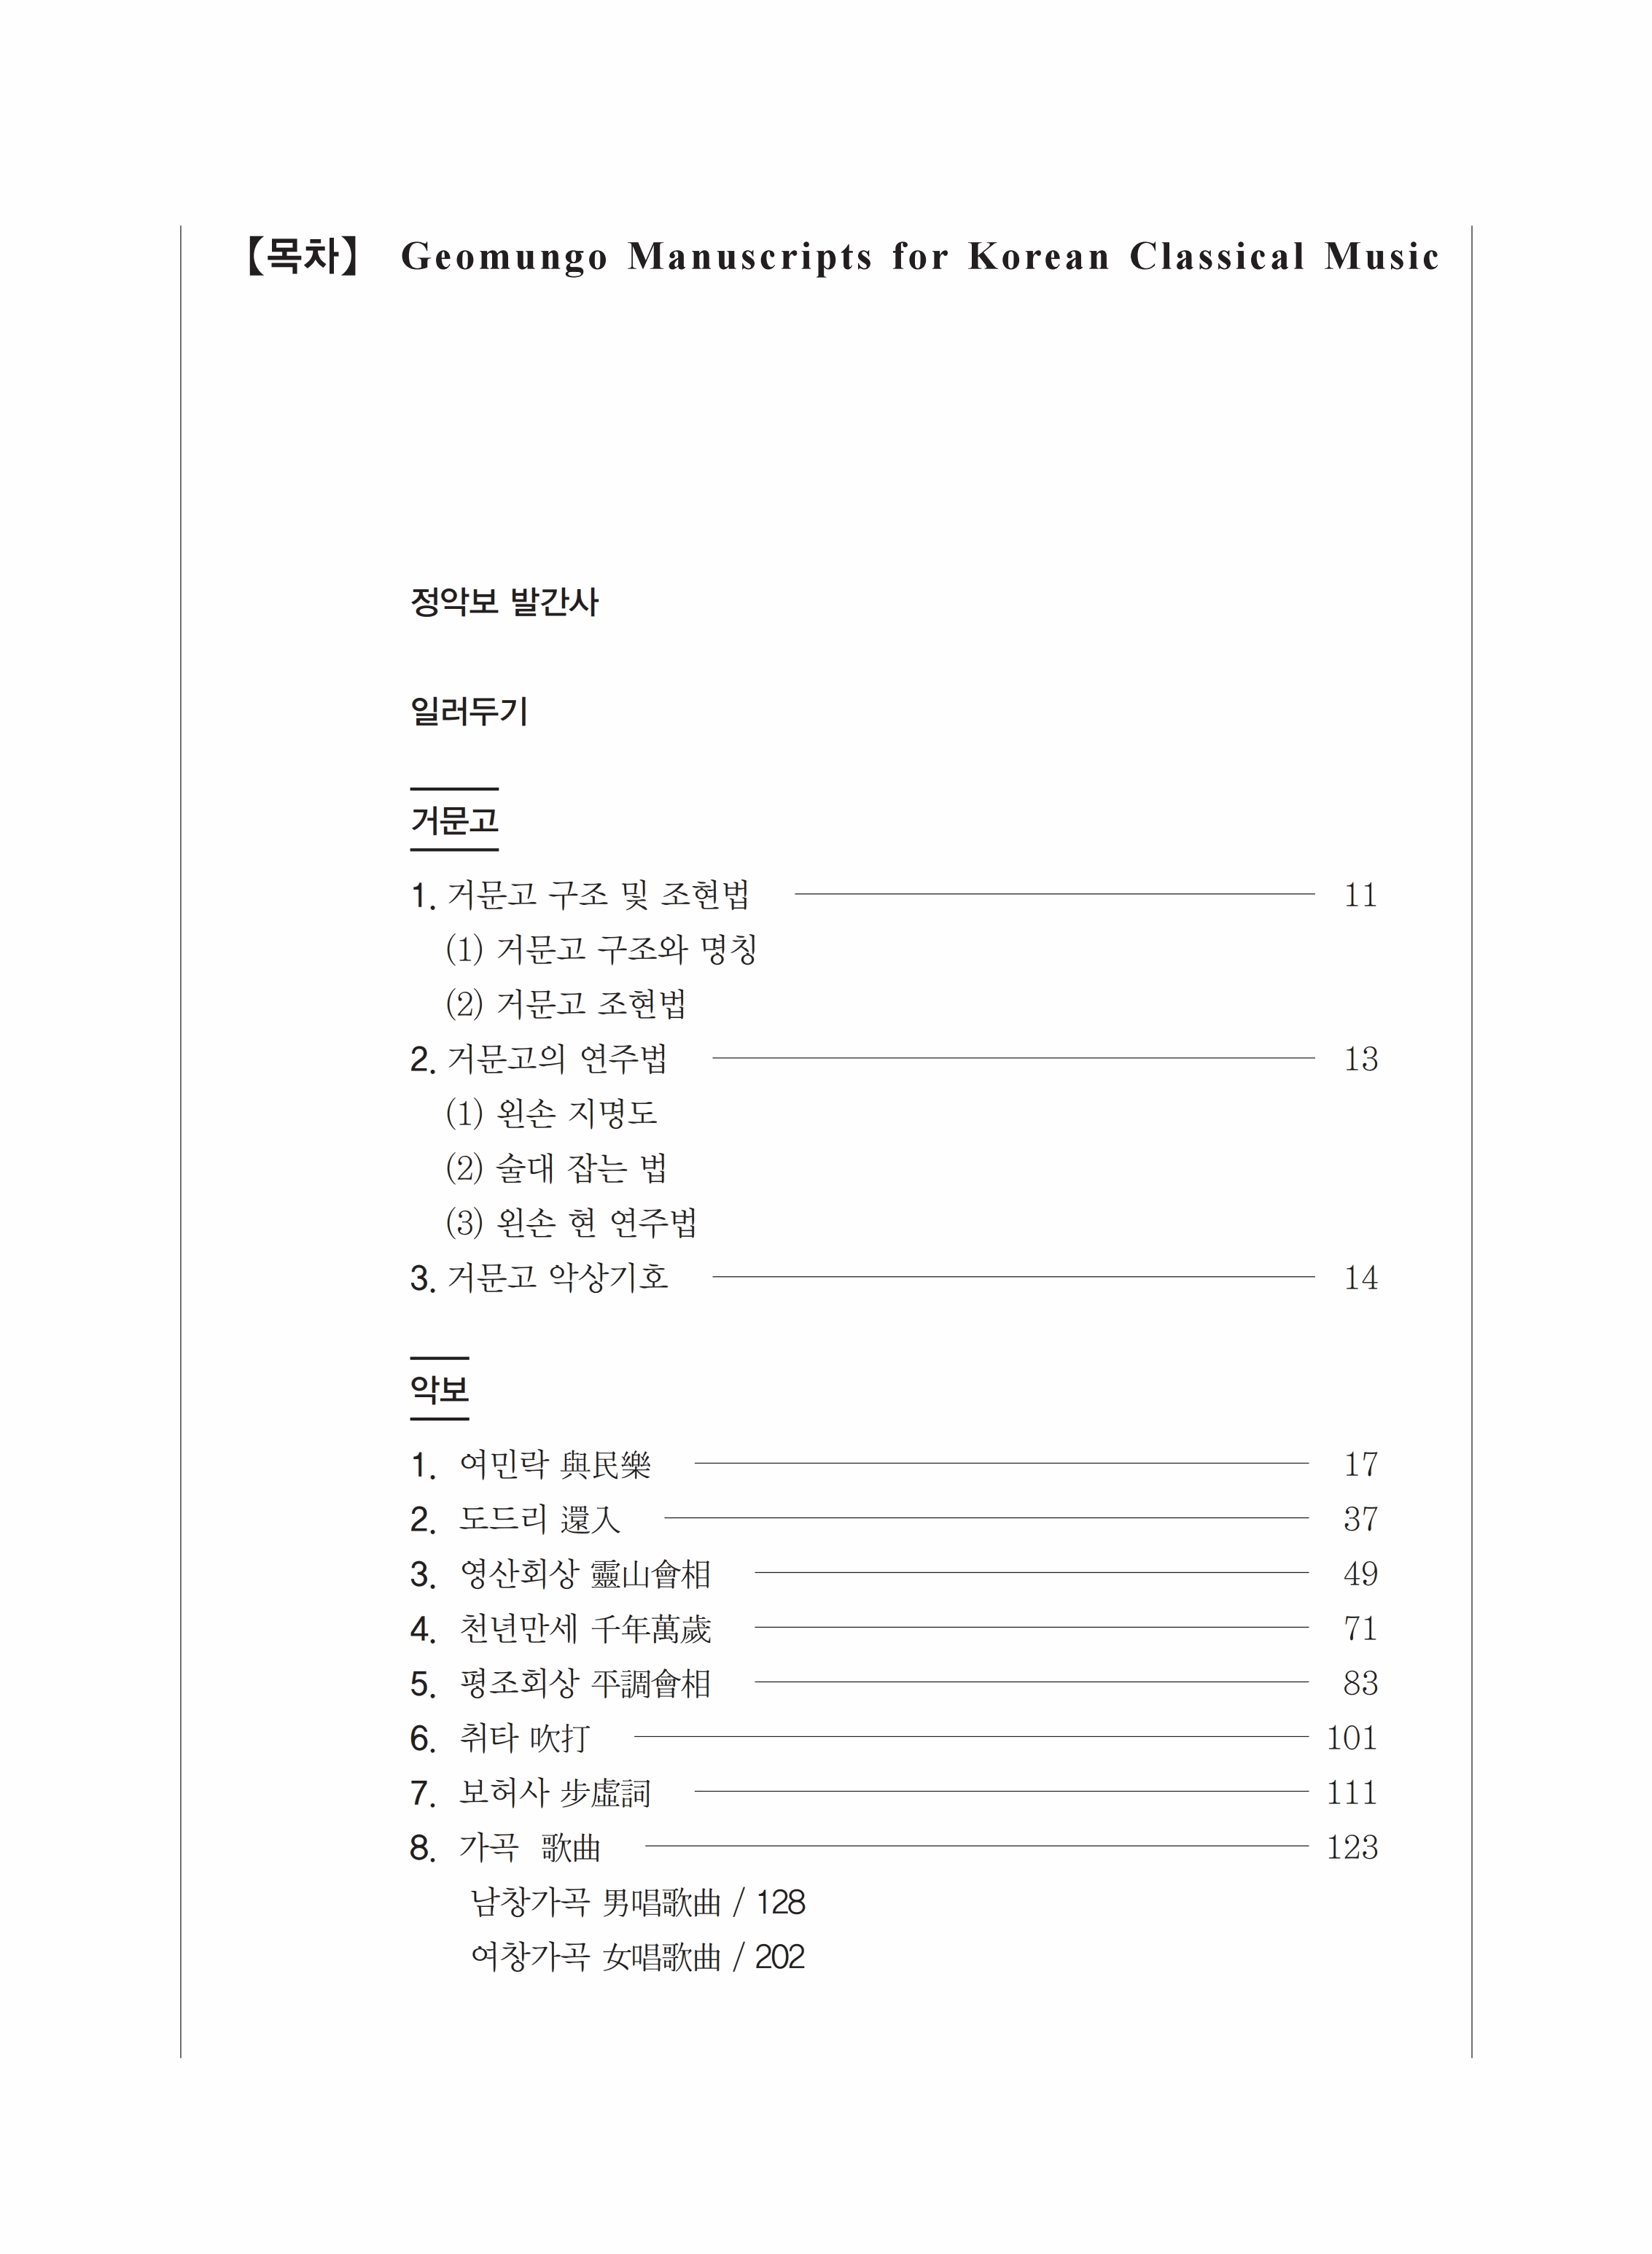 【목차】 Geomungo Manuscripts for Korean Classical Music
정악보 발간사
일러두기
거문고
1. 거문고 구조 및 조현법 11
(1) 거문고 구조와 명칭
(2) 거문고 조현법
2. 거문고의 연주법 13
(1) 왼손 지명도
(2) 술대 잡는 법
(3) 왼손 현 연주법
3. 거문고 악상기호 14
악보
1. 여민락 與民樂 17
2. 도드리 還入 37
3. 영산회상 靈山會相 49
4. 천년만세 千年萬歲 71
5. 평조회상 平調會相 83
6. 취타 吹打 101
7. 보허사 步虛詞 111
8. 가곡 歌曲 123
남창가곡 男唱歌曲 / 128
여창가곡 女唱歌曲 / 202